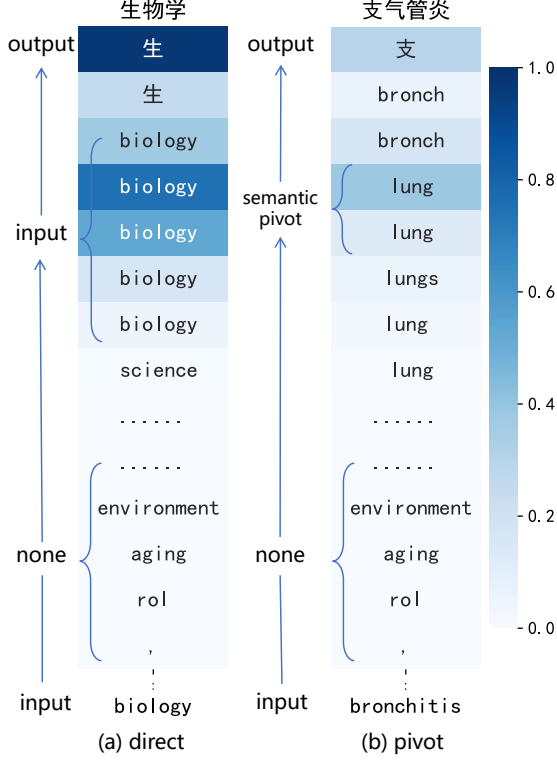 生物学
支气管炎
output
生
output
支
1.0
生
bronch
biology
bronch
biology
lung
0.8
input
biology
semantic
pivot
lung
biology
lungs
0.6
biology
lung
science
lung
0.4
......
......
......
......
environment
environment
0.2
none
aging
none
aging
rol
rol
0.0
,
,
input
biology
input
bronchitis
(a) direct
(b) pivot